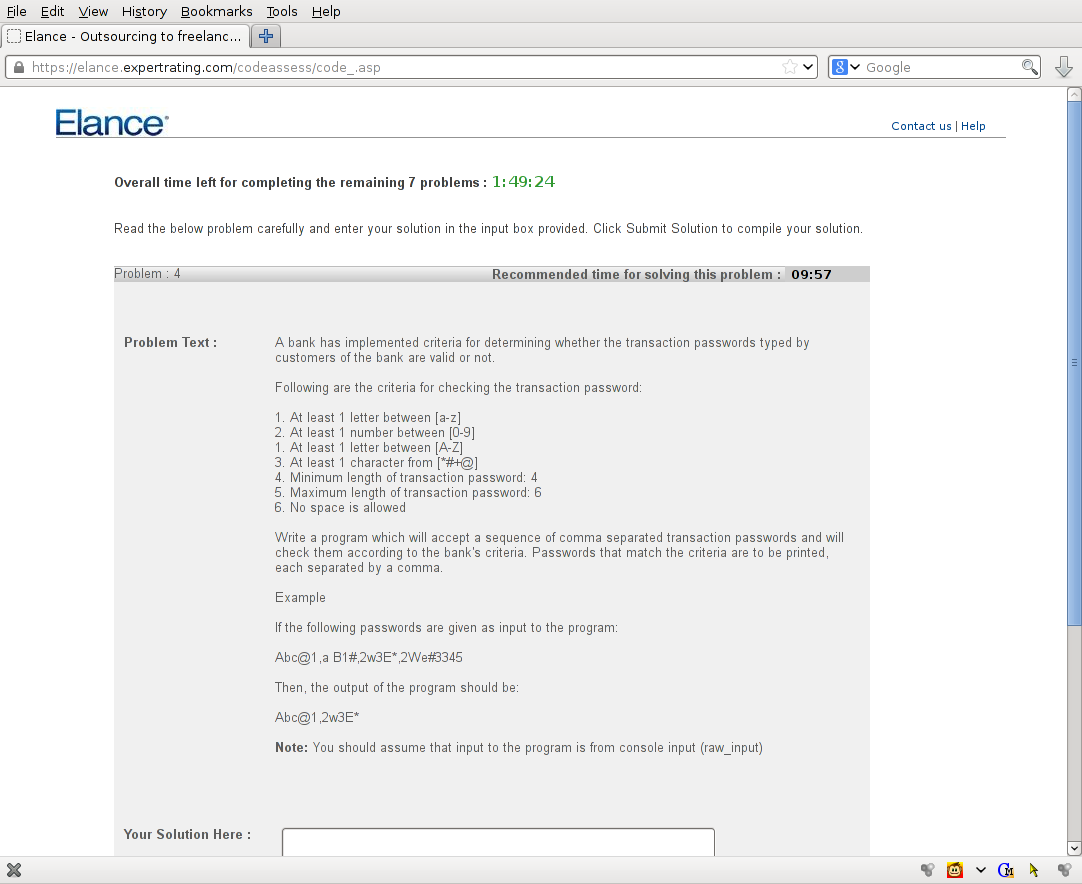 File Edit View History Bookmarks Tools Help
Elance - Outsourcing to freelanc...
https://elance.expertrating.com/codeassess/code_.asp
8 Google
Elance
Contact us | Help
Overall time left for completing the remaining 7 problems : 1:49:24
Read the below problem carefully and enter your solution in the input box provided. Click Submit Solution to compile your solution.
Problem : 4 Recommended time for solving this problem : 09:57
Problem Text : A bank has implemented criteria for determining whether the transaction passwords typed by
customers of the bank are valid or not.
Following are the criteria for checking the transaction password:
1. At least 1 letter between [a-z]
2. At least 1 number between [0-9]
1. At least 1 letter between [A-Z]
3. At least 1 character from [*#+@]
4. Minimum length of transaction password: 4
5. Maximum length of transaction password: 6
6. No space is allowed
Write a program which will accept a sequence of comma separated transaction passwords and will
check them according to the bank's criteria. Passwords that match the criteria are to be printed,
each separated by a comma.
Example
If the following passwords are given as input to the program:
Abc@1,a B1#,2w3E*,2We#3345
Then, the output of the program should be:
Abc@1,2w3E*
Note: You should assume that input to the program is from console input (raw_input)
Your Solution Here :